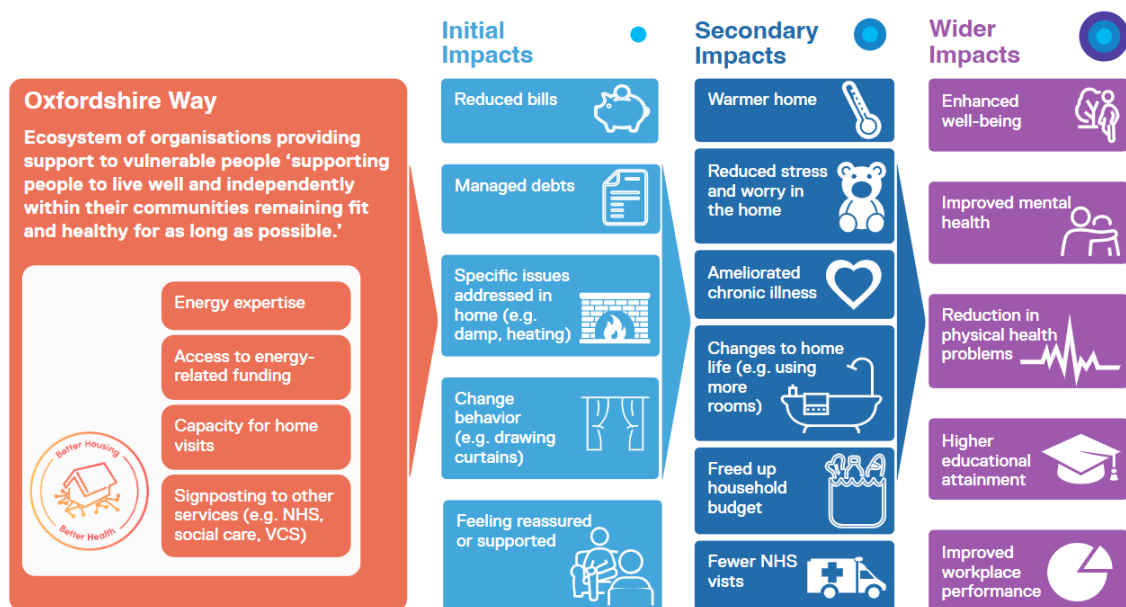 Oxfordshire Way
Ecosystem of organisations providing
support to vulnerable people ‘supporting
people to live well and independently
within their communities remaining fit
and healthy for as long as possible.’
Energy expertise
Access to energy-
related funding
Capacity for home
visits
Signposting to other
services (e.g. NHS,
social care, VCS)
Better Housing
Better Health
Initial
Impacts
Reduced bills
Managed debts
Specific issues
addressed in
home (e.g.
damp, heating)
Change
behavior
(e.g. drawing
curtains)
Feeling reassured
or supported
Secondary
Impacts
Warmer home
Reduced stress
and worry in
the home
Ameliorated
chronic illness
Changes to home
life (e.g. using
more
rooms)
Freed up
household
budget
Fewer NHS
vists
Wider
Impacts
Enhanced
well-being
Improved mental
health
Reduction in
physical health
problems
Higher
educational
attainment
Improved
workplace
performance